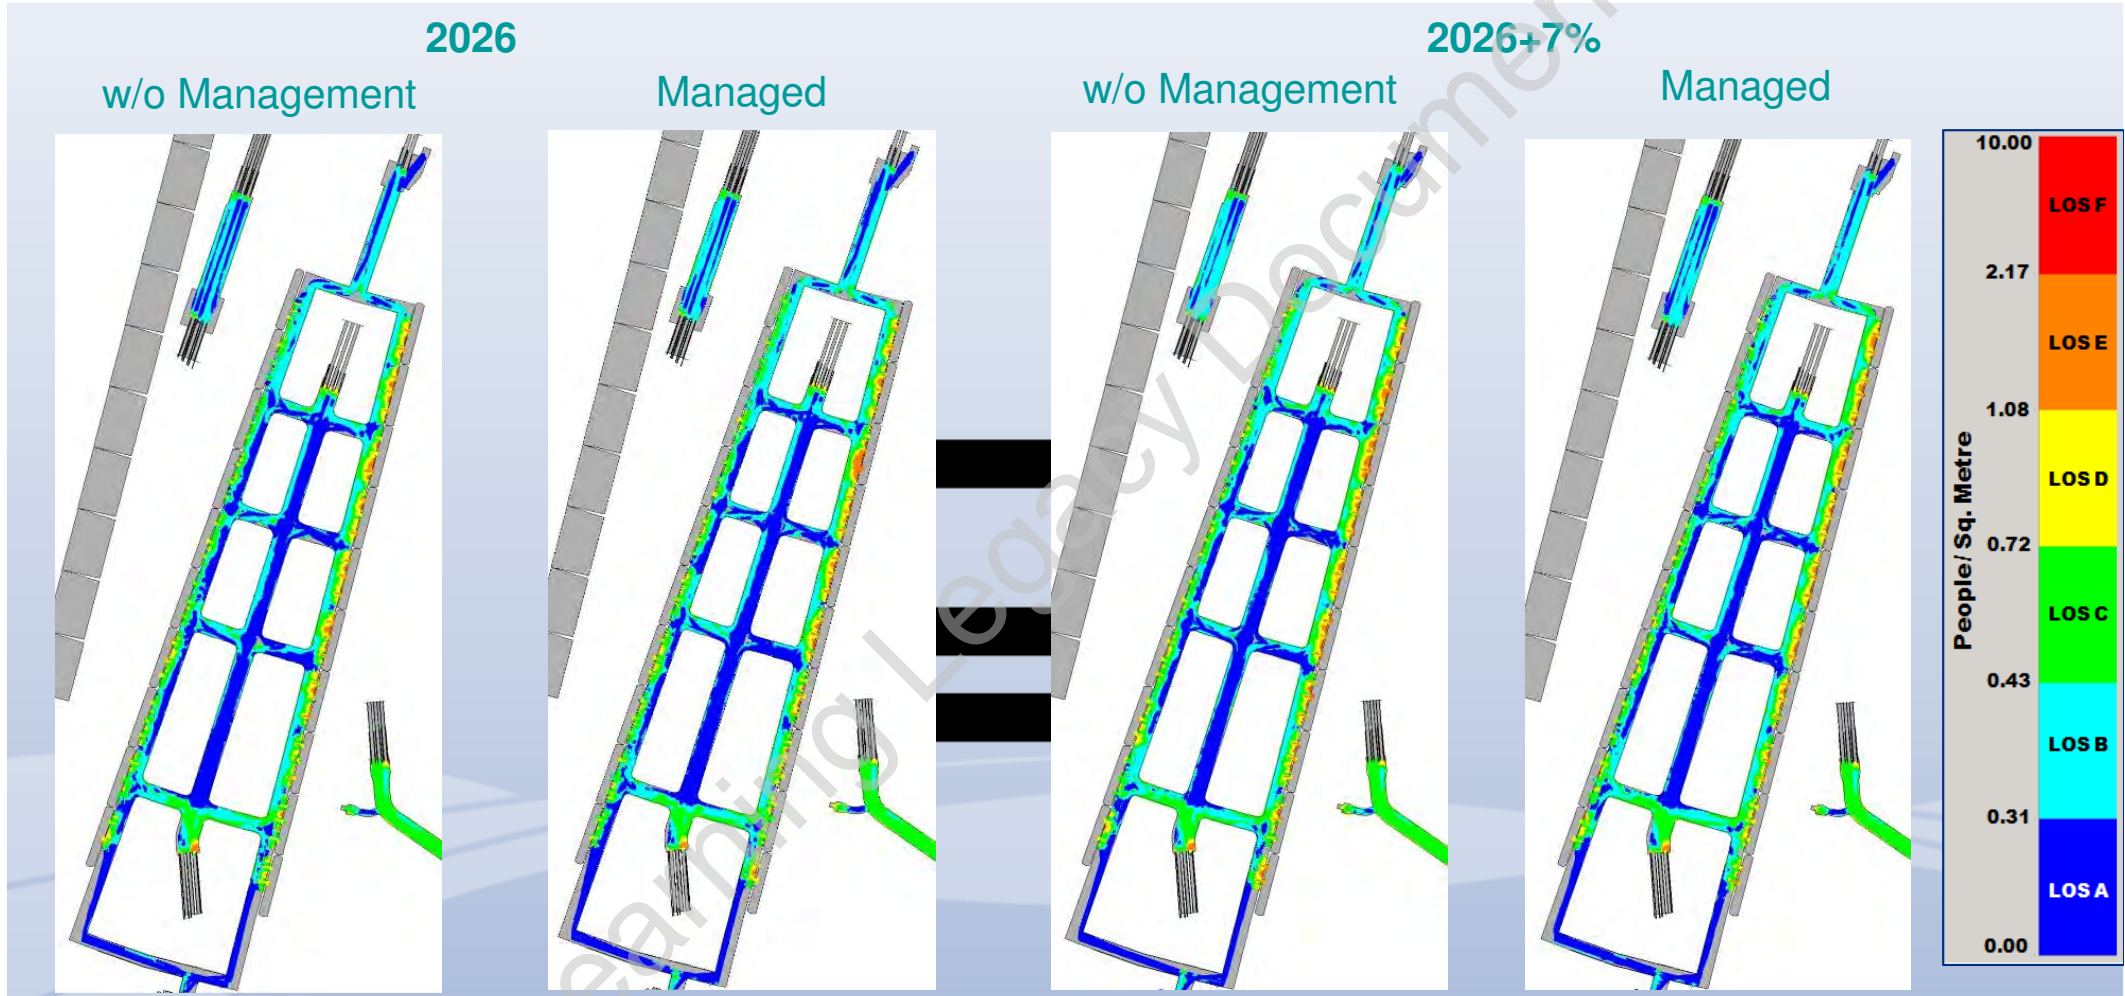 2026
2026+7%
w/o Management
Managed
w/o Management
Managed
People/ Sq. Metre
10.00
LOS F
2.17
LOS E
1.08
LOS D
0.72
LOS C
0.43
LOS B
0.31
LOS A
0.00
Learning Legacy Document